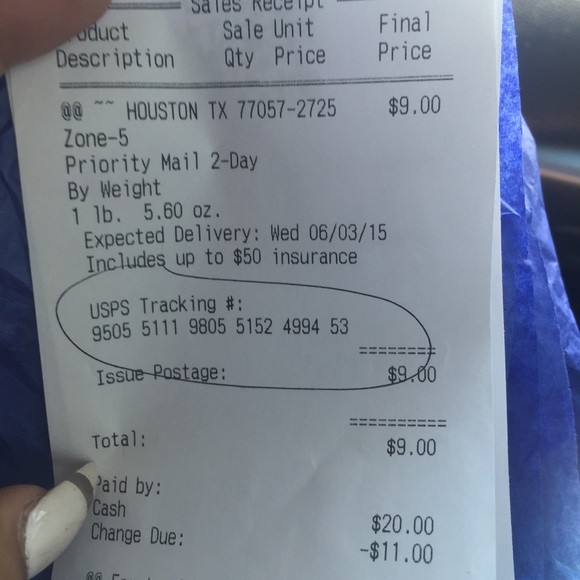 Sales Receipt
Product Sale Unit Final
Description Qty Price Price
@@ ~~ HOUSTON TX 77057-2725 $9.00
Zone-5
Priority Mail 2-Day
By Weight
1 lb. 5.60 oz.
Expected Delivery: Wed 06/03/15
Includes up to $50 insurance
USPS Tracking #:
9505 5111 9805 5152 4994 53
========
Issue Postage: $9.00
==========
Total: $9.00
Paid by:
Cash $20.00
Change Due: -$11.00